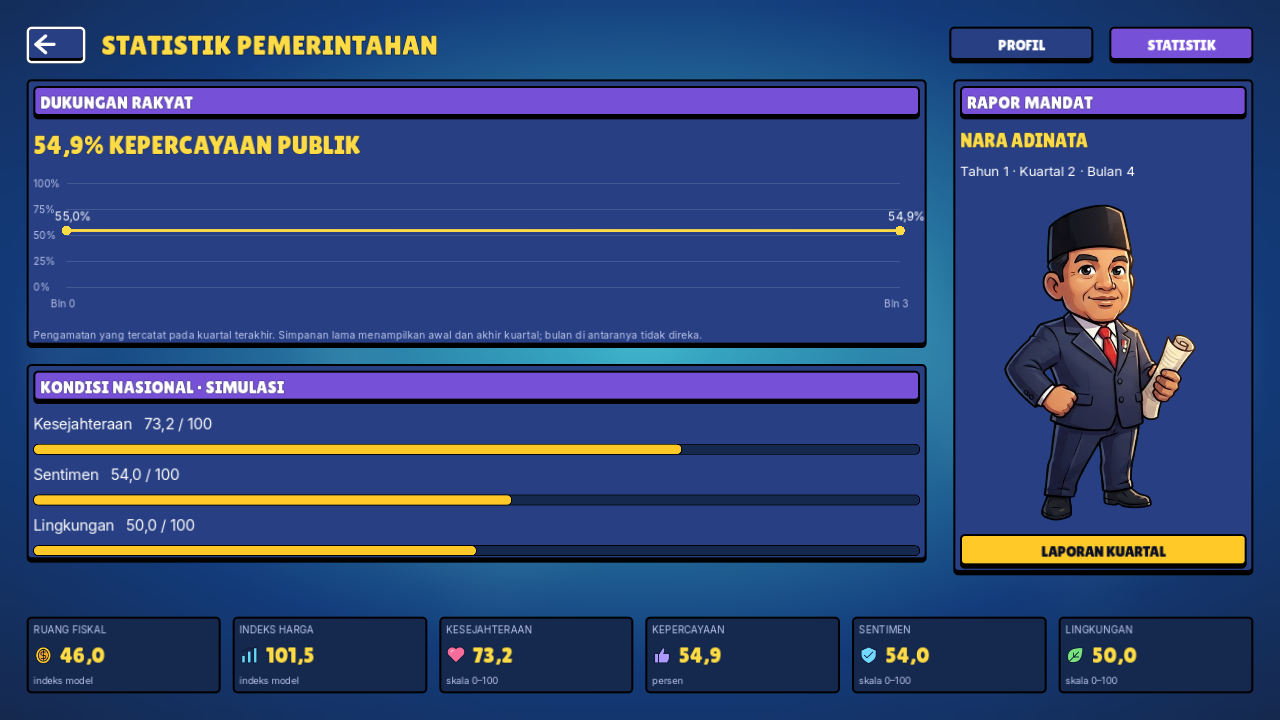 STATISTIK PEMERINTAHAN
PROFIL
STATISTIK
DUKUNGAN RAKYAT
54,9% KEPERCAYAAN PUBLIK
100%
75%
55,0%
54,9%
50%
25%
0%
Bln 0
Bln 3
Pengamatan yang tercatat pada kuartal terakhir. Simpanan lama menampilkan awal dan akhir kuartal; bulan di antaranya tidak direka.
RAPOR MANDAT
NARA ADINATA
Tahun 1 · Kuartal 2 · Bulan 4
LAPORAN KUARTAL
KONDISI NASIONAL · SIMULASI
Kesejahteraan 73,2 / 100
Sentimen 54,0 / 100
Lingkungan 50,0 / 100
RUANG FISKAL
46,0
indeks model
INDEKS HARGA
101,5
indeks model
KESEJAHTERAAN
73,2
skala 0–100
KEPERCAYAAN
54,9
persen
SENTIMEN
54,0
skala 0–100
LINGKUNGAN
50,0
skala 0–100